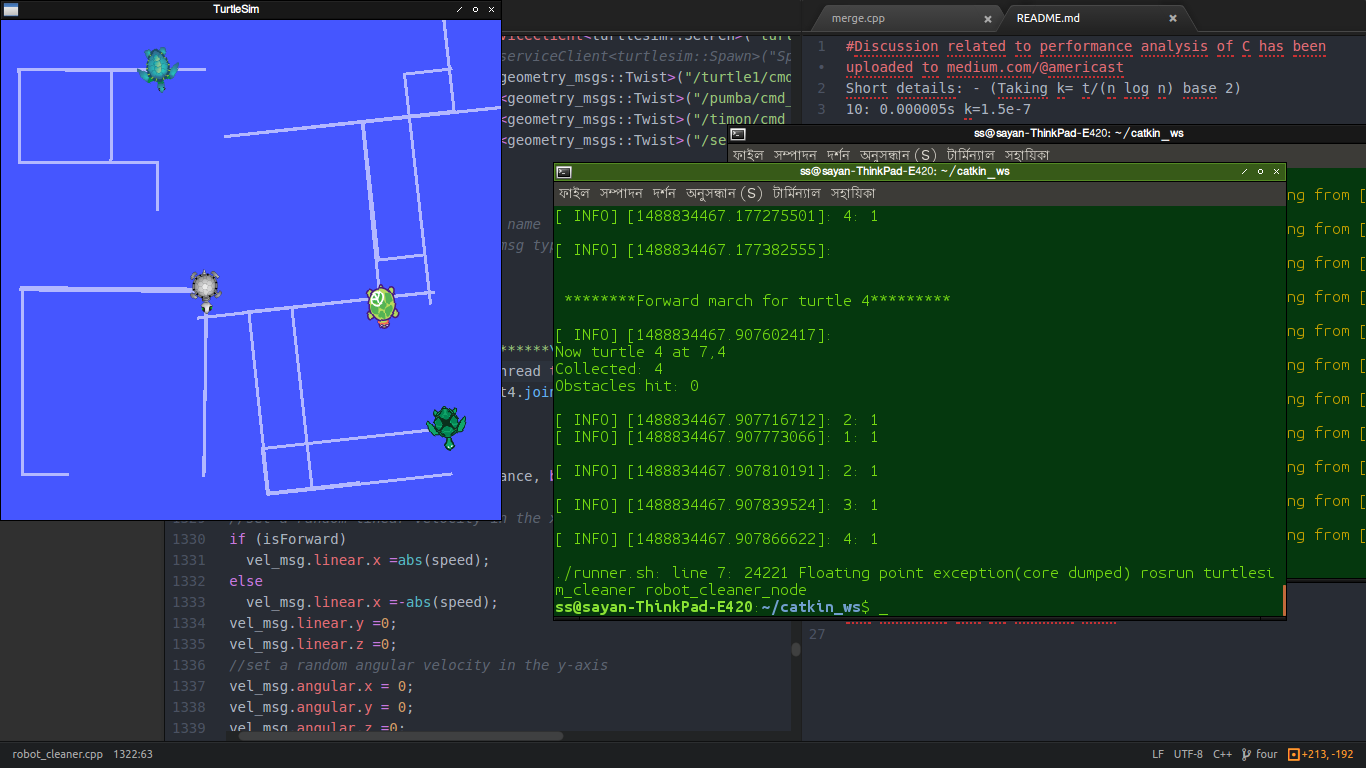 TurtleSim
viceClient<turtlesim::SetPen>("turt
serviceClient<turtlesim::Spawn>("Sp
geometry_msgs::Twist>("/turtle1/cmd
<geometry_msgs::Twist>("/pumba/cmd_
<geometry_msgs::Twist>("/timon/cmd
<geometry_msgs::Twist>("/se
name
msg typ
******\
hread
t4.join
ance, b
1329 //set a random linear velocity in the x
1330 if (isForward)
1331 vel_msg.linear.x =abs(speed);
1332 else
1333 vel_msg.linear.x =-abs(speed);
1334 vel_msg.linear.y =0;
1335 vel_msg.linear.z =0;
1336 //set a random angular velocity in the y-axis
1337 vel_msg.angular.x = 0;
1338 vel_msg.angular.y = 0;
1339 vel_msg.angular.z =0;
merge.cpp
README.md
1 #Discussion related to performance analysis of C has been
uploaded to medium.com/@americast
2 Short details: - (Taking k= t/(n log n) base 2)
3 10: 0.000005s k=1.5e-7
27
ss@sayan-ThinkPad-E420: ~/catkin_ws
ফাইল সম্পাদন দর্শন অনুসন্ধান (S) টার্মিন্যাল সহায়িকা
ng from [
ng from [
ng from [
ng from [
ng from [
ng from [
ng from [
ng from [
ng from [
ng from [
ng from [
ss@sayan-ThinkPad-E420: ~/catkin_ws
ফাইল সম্পাদন দর্শন অনুসন্ধান (S) টার্মিন্যাল সহায়িকা
[ INFO] [1488834467.177275501]: 4: 1
[ INFO] [1488834467.177382555]:
********Forward march for turtle 4*********
[ INFO] [1488834467.907602417]:
Now turtle 4 at 7,4
Collected: 4
Obstacles hit: 0
[ INFO] [1488834467.907716712]: 2: 1
[ INFO] [1488834467.907773066]: 1: 1
[ INFO] [1488834467.907810191]: 2: 1
[ INFO] [1488834467.907839524]: 3: 1
[ INFO] [1488834467.907866622]: 4: 1
./runner.sh: line 7: 24221 Floating point exception(core dumped) rosrun turtlesi
m_cleaner robot_cleaner_node
ss@sayan-ThinkPad-E420:~/catkin_ws$ _
robot_cleaner.cpp 1322:63
LF UTF-8 C++ four +213, -192